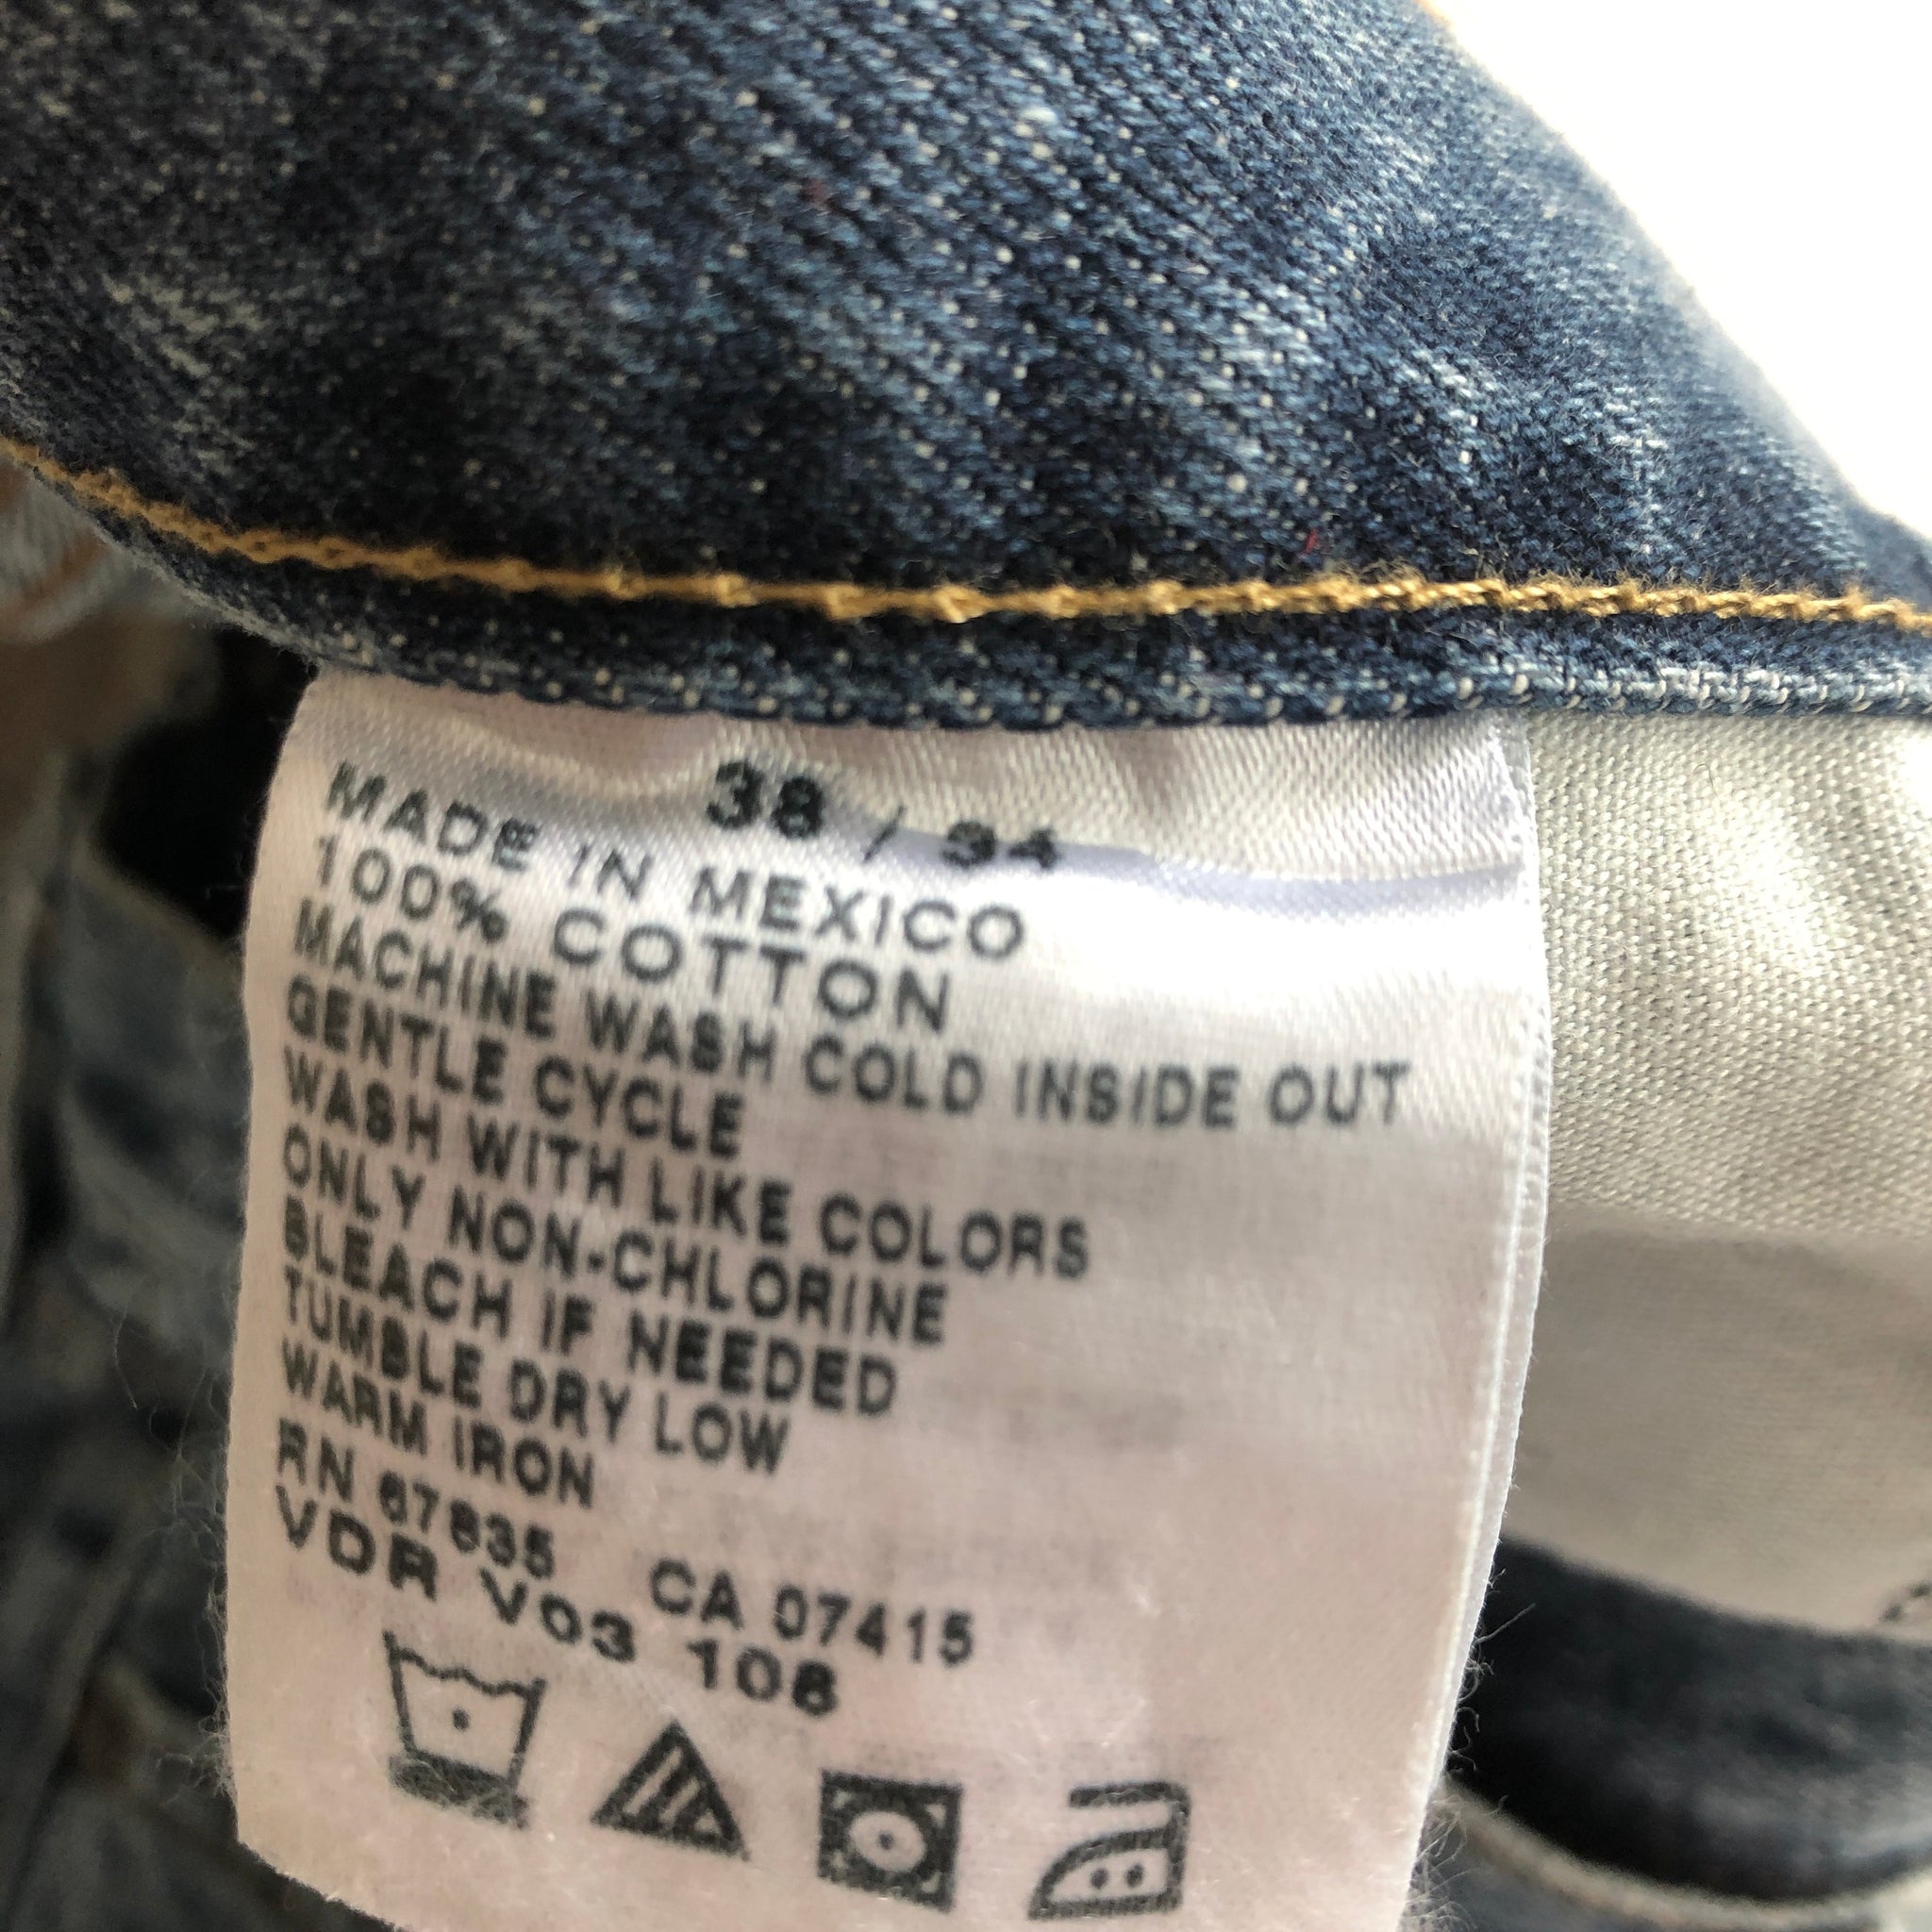 38 / 34
MADE IN MEXICO
100% COTTON
MACHINE WASH COLD INSIDE OUT
GENTLE CYCLE
WASH WITH LIKE COLORS
ONLY NON-CHLORINE
BLEACH IF NEEDED
TUMBLE DRY LOW
WARM IRON
RN 67835 CA 07415
VDR V03 108